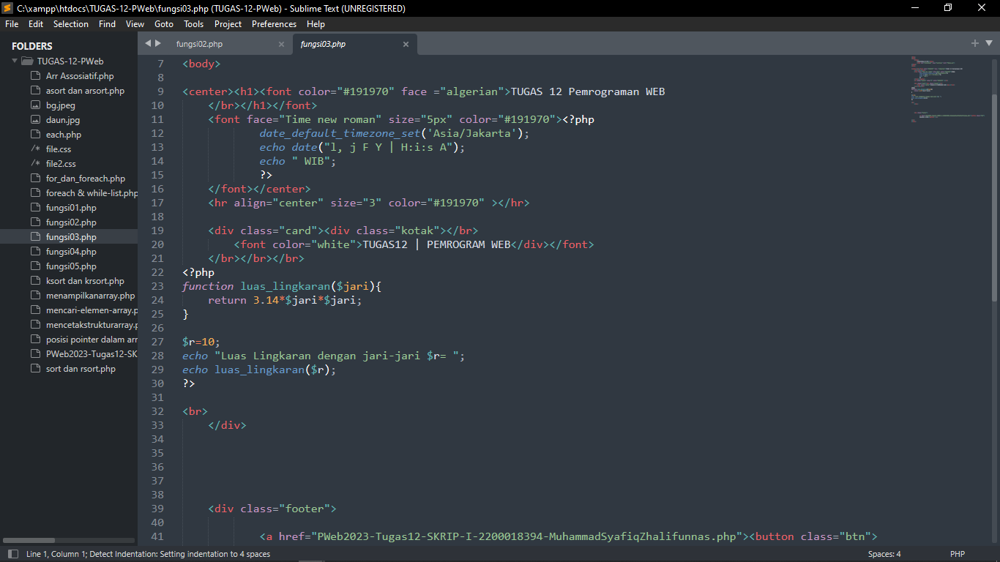 C:\xampp\htdocs\TUGAS-12-PWeb\fungsi03.php (TUGAS-12-PWeb) - Sublime Text (UNREGISTERED)
File Edit Selection Find View Goto Tools Project Preferences Help
FOLDERS
TUGAS-12-PWeb
Arr Assosiatif.php
asort dan arsort.php
bg.jpeg
daun.jpg
each.php
/* file.css
/* file2.css
for_dan_foreach.php
foreach & while-list.php
fungsi01.php
fungsi02.php
fungsi03.php
fungsi04.php
fungsi05.php
ksort dan krsort.php
menampilkanarray.php
mencari-elemen-array.p
mencetakstrukturarray.p
posisi pointer dalam arr
PWeb2023-Tugas12-SK
sort dan rsort.php
fungsi02.php × fungsi03.php ×
7 <body>
8
9 <center><h1><font color="#191970" face ="algerian">TUGAS 12 Pemrograman WEB
10 </br></h1></font>
11 <font face="Time new roman" size="5px" color="#191970"><?php
12 date_default_timezone_set('Asia/Jakarta');
13 echo date("l, j F Y | H:i:s A");
14 echo " WIB";
15 ?>
16 </font></center>
17 <hr align="center" size="3" color="#191970" ></hr>
18
19 <div class="card"><div class="kotak"></br>
20 <font color="white">TUGAS12 | PEMROGRAM WEB</div></font>
21 </br></br></br>
22 <?php
23 function luas_lingkaran($jari){
24 return 3.14*$jari*$jari;
25 }
26
27 $r=10;
28 echo "Luas Lingkaran dengan jari-jari $r= ";
29 echo luas_lingkaran($r);
30 ?>
31
32 <br>
33 </div>
34
35
36
37
38
39 <div class="footer">
40
41 <a href="PWeb2023-Tugas12-SKRIP-I-2200018394-MuhammadSyafiqZhalifunnas.php"><button class="btn">
Line 1, Column 1; Detect Indentation: Setting indentation to 4 spaces Spaces: 4 PHP